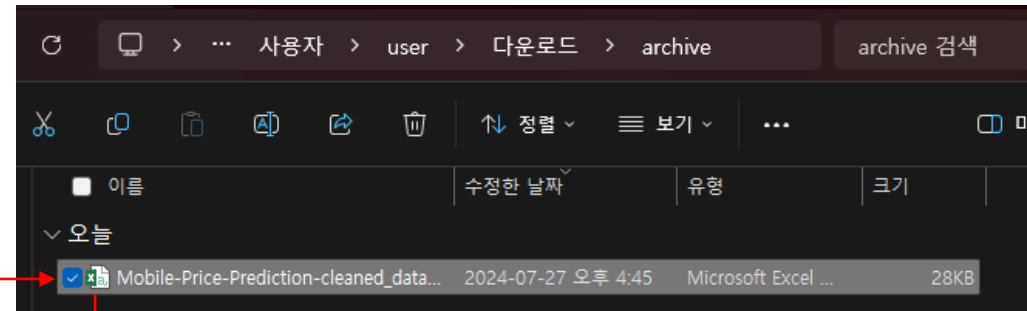 > ··· 사용자 > user > 다운로드 > archive archive 검색
정렬 보기 ···
이름 수정한 날짜 유형 크기
오늘
Mobile-Price-Prediction-cleaned_data... 2024-07-27 오후 4:45 Microsoft Excel ... 28KB